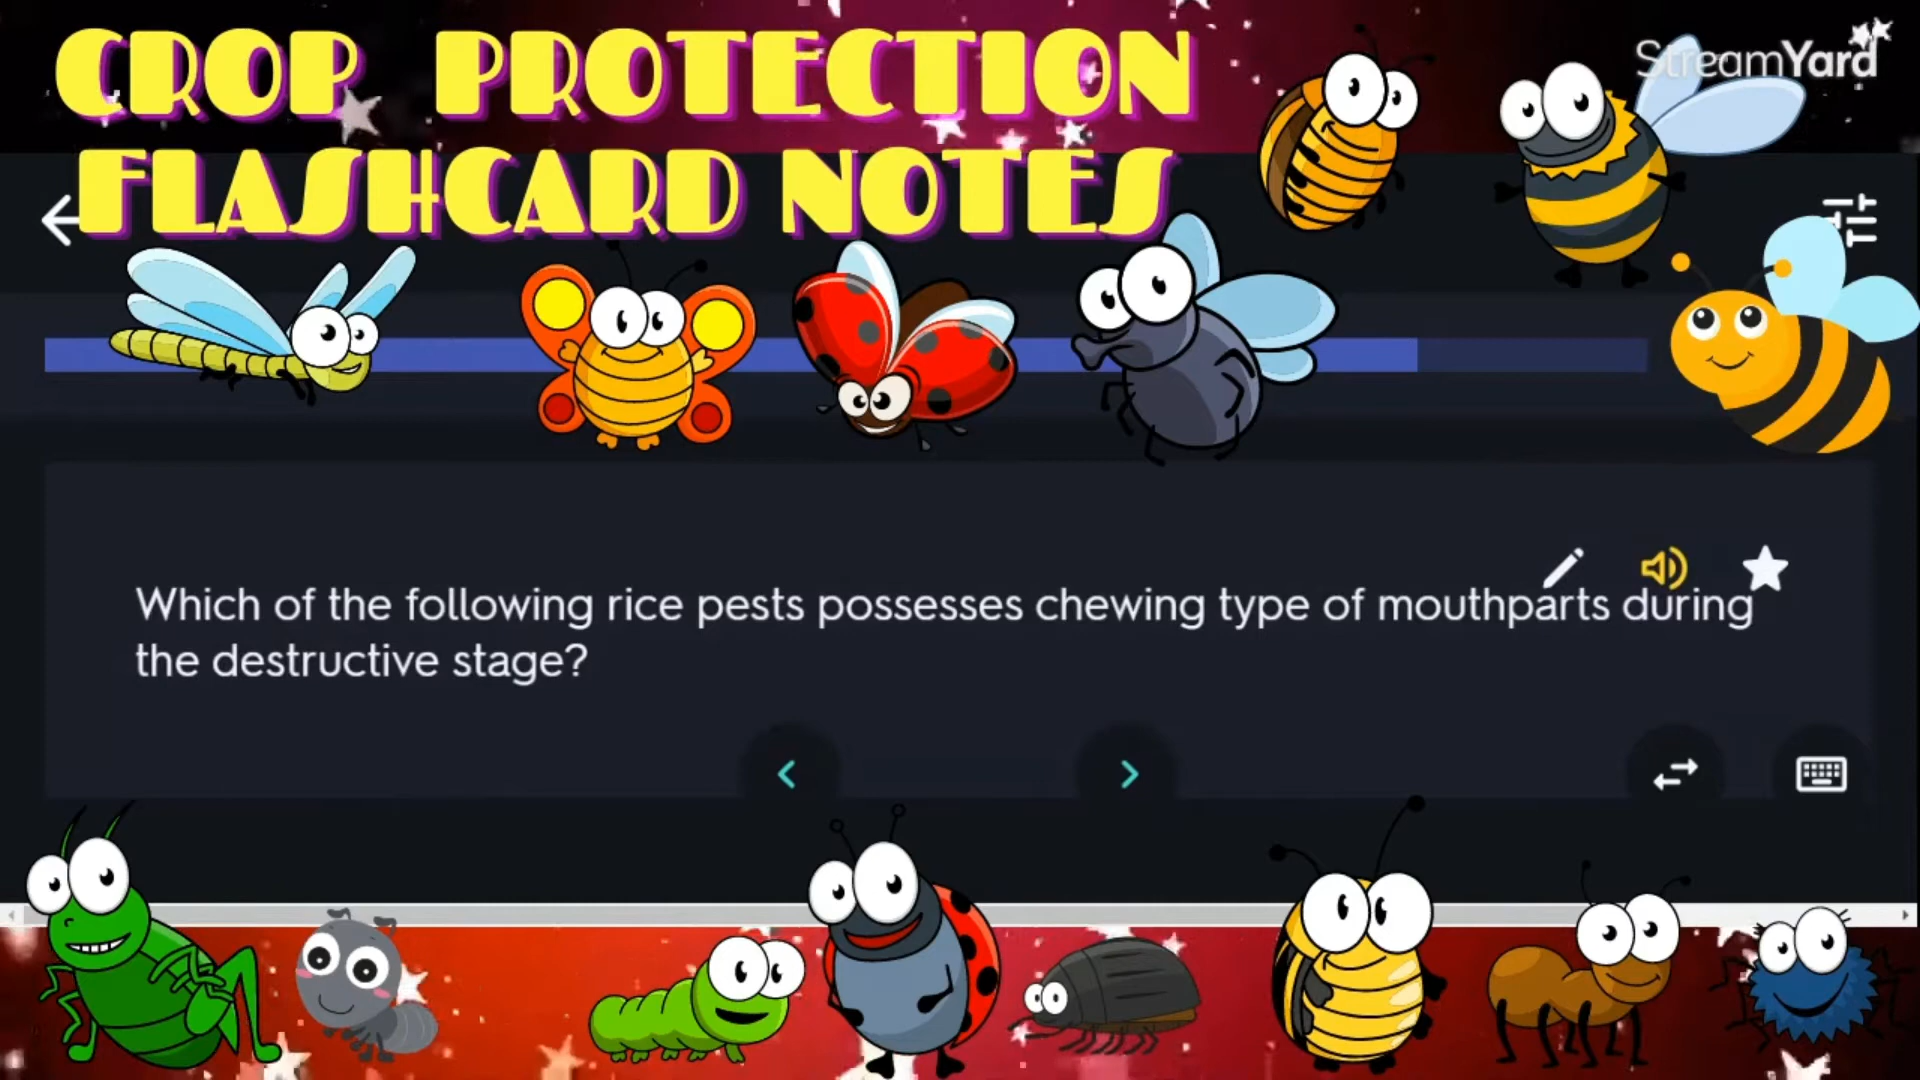 CROP PROTECTION
StreamYard
FLASHCARD NOTES
Which of the following rice pests possesses chewing type of mouthparts during
the destructive stage?